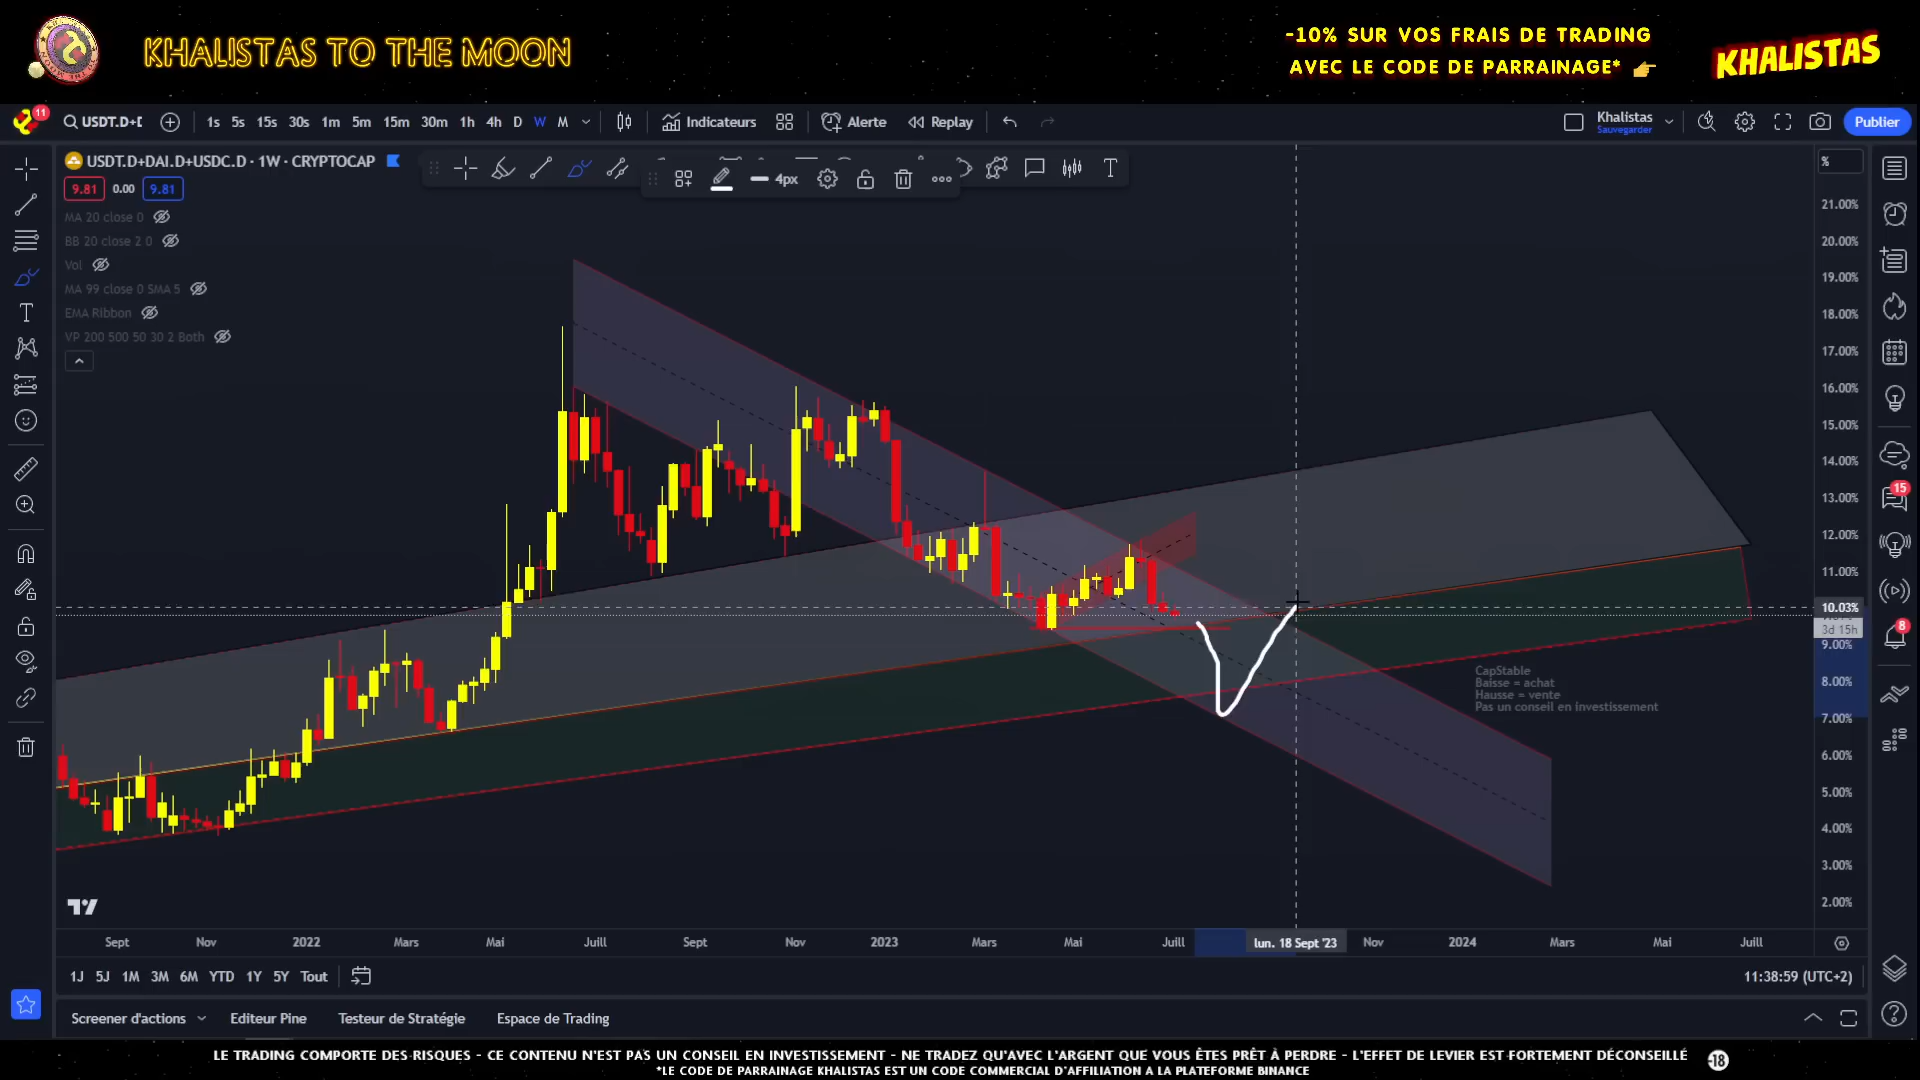 KHALISTAS TO THE MOON
-10% SUR VOS FRAIS DE TRADING
AVEC LE CODE DE PARRAINAGE* 👉
KHALISTAS
11
USDT.D+D
1s 5s 15s 30s 1m 5m 15m 30m 1h 4h D W M
Indicateurs
Alerte
Replay
Khalistas
Sauvegarder
Publier
USDT.D+DAI.D+USDC.D · 1W · CRYPTOCAP
4px
%
9.81 0.00 9.81
MA 20 close 0
BB 20 close 2 0
Vol
MA 99 close 0 SMA 5
EMA Ribbon
VP 200 500 50 30 2 Both
21.00%
20.00%
19.00%
18.00%
17.00%
16.00%
15.00%
14.00%
13.00%
12.00%
11.00%
10.03%
3d 15h
9.00%
8.00%
7.00%
6.00%
5.00%
4.00%
3.00%
2.00%
15
8
CapStable
Baisse = achat
Hausse = vente
Pas un conseil en investissement
Sept Nov 2022 Mars Mai Juill Sept Nov 2023 Mars Mai Juill lun. 18 Sept '23 Nov 2024 Mars Mai Juill
1J 5J 1M 3M 6M YTD 1Y 5Y Tout
11:38:59 (UTC+2)
Screener d'actions Editeur Pine Testeur de Stratégie Espace de Trading
LE TRADING COMPORTE DES RISQUES - CE CONTENU N'EST PAS UN CONSEIL EN INVESTISSEMENT - NE TRADEZ QU'AVEC L'ARGENT QUE VOUS ÊTES PRÊT À PERDRE - L'EFFET DE LEVIER EST FORTEMENT DÉCONSEILLÉ -18
*LE CODE DE PARRAINAGE KHALISTAS EST UN CODE COMMERCIAL D'AFFILIATION A LA PLATEFORME BINANCE